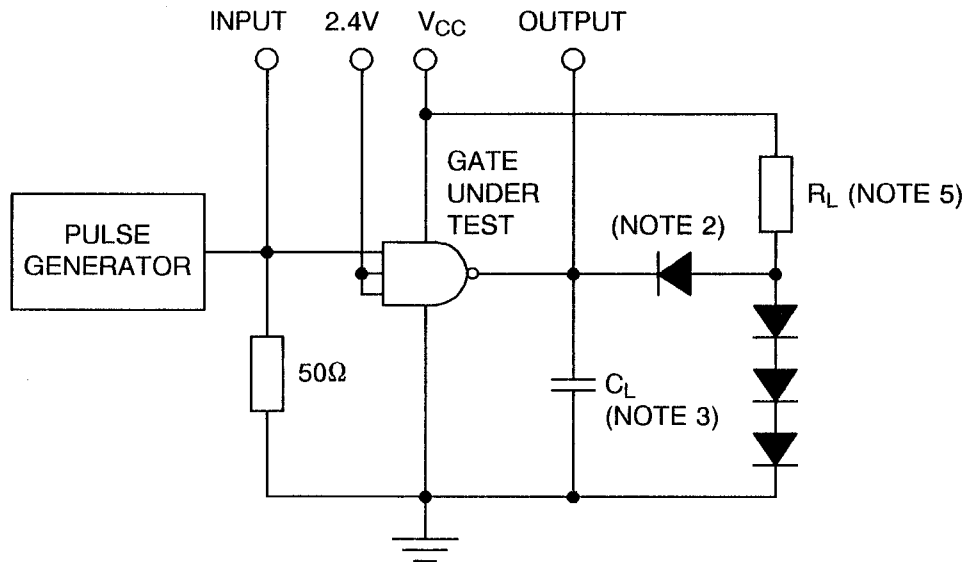 INPUT 2.4V VCC OUTPUT
GATE
UNDER
TEST
RL (NOTE 5)
(NOTE 2)
PULSE
GENERATOR
50Ω
CL
(NOTE 3)